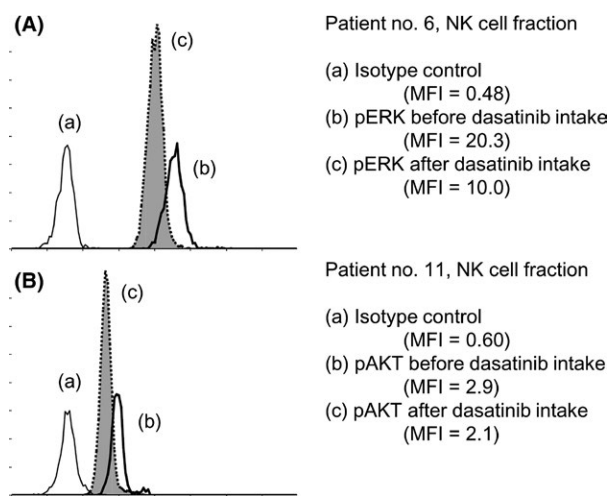 (A)
(a)
(c)
(b)
Patient no. 6, NK cell fraction
(a) Isotype control
(MFI = 0.48)
(b) pERK before dasatinib intake
(MFI = 20.3)
(c) pERK after dasatinib intake
(MFI = 10.0)
(B)
(a)
(c)
(b)
Patient no. 11, NK cell fraction
(a) Isotype control
(MFI = 0.60)
(b) pAKT before dasatinib intake
(MFI = 2.9)
(c) pAKT after dasatinib intake
(MFI = 2.1)